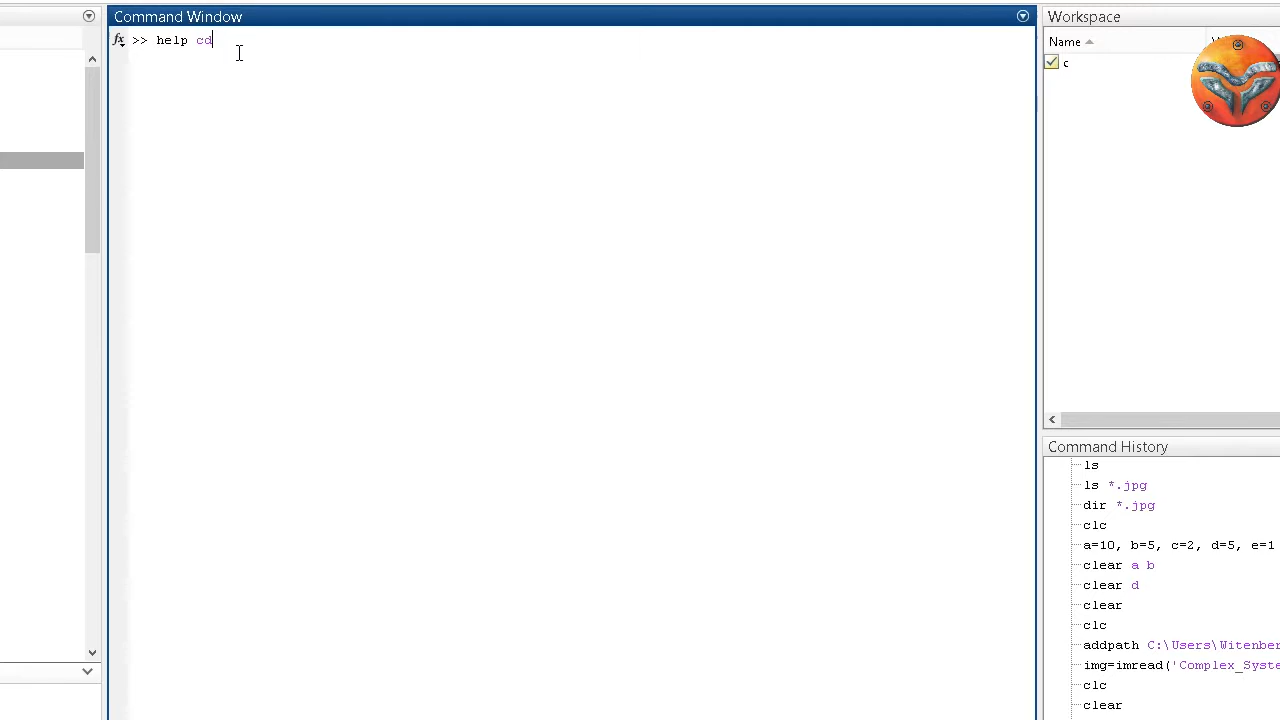 Command Window
fx >> help cd
Workspace
Name
c
Command History
ls
ls *.jpg
dir *.jpg
clc
a=10, b=5, c=2, d=5, e=1
clear a b
clear d
clear
clc
addpath C:\Users\Witenber
img=imread('Complex_Syste
clc
clear